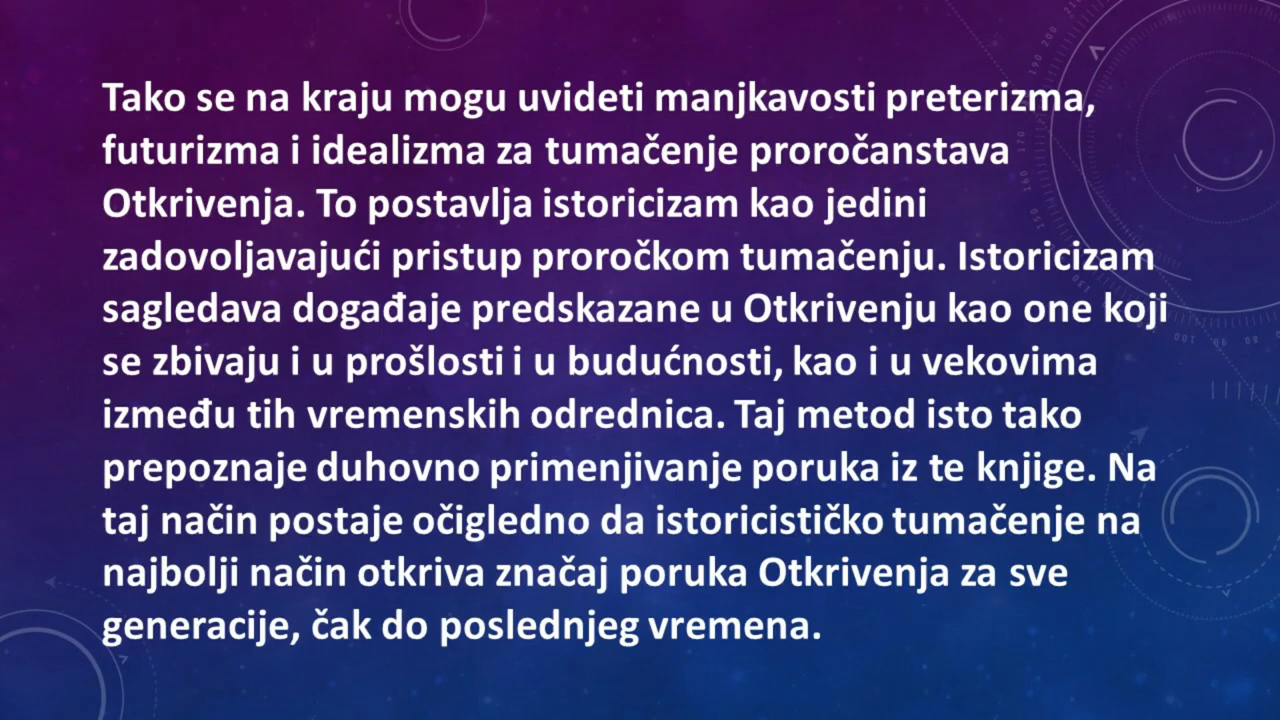 Tako se na kraju mogu uvideti manjkavosti preterizma,
futurizma i idealizma za tumačenje proročanstava
Otkrivenja. To postavlja istoricizam kao jedini
zadovoljavajući pristup proročkom tumačenju. Istoricizam
sagledava događaje predskazane u Otkrivenju kao one koji
se zbivaju i u prošlosti i u budućnosti, kao i u vekovima
između tih vremenskih odrednica. Taj metod isto tako
prepoznaje duhovno primenjivanje poruka iz te knjige. Na
taj način postaje očigledno da istoricističko tumačenje na
najbolji način otkriva značaj poruka Otkrivenja za sve
generacije, čak do poslednjeg vremena.